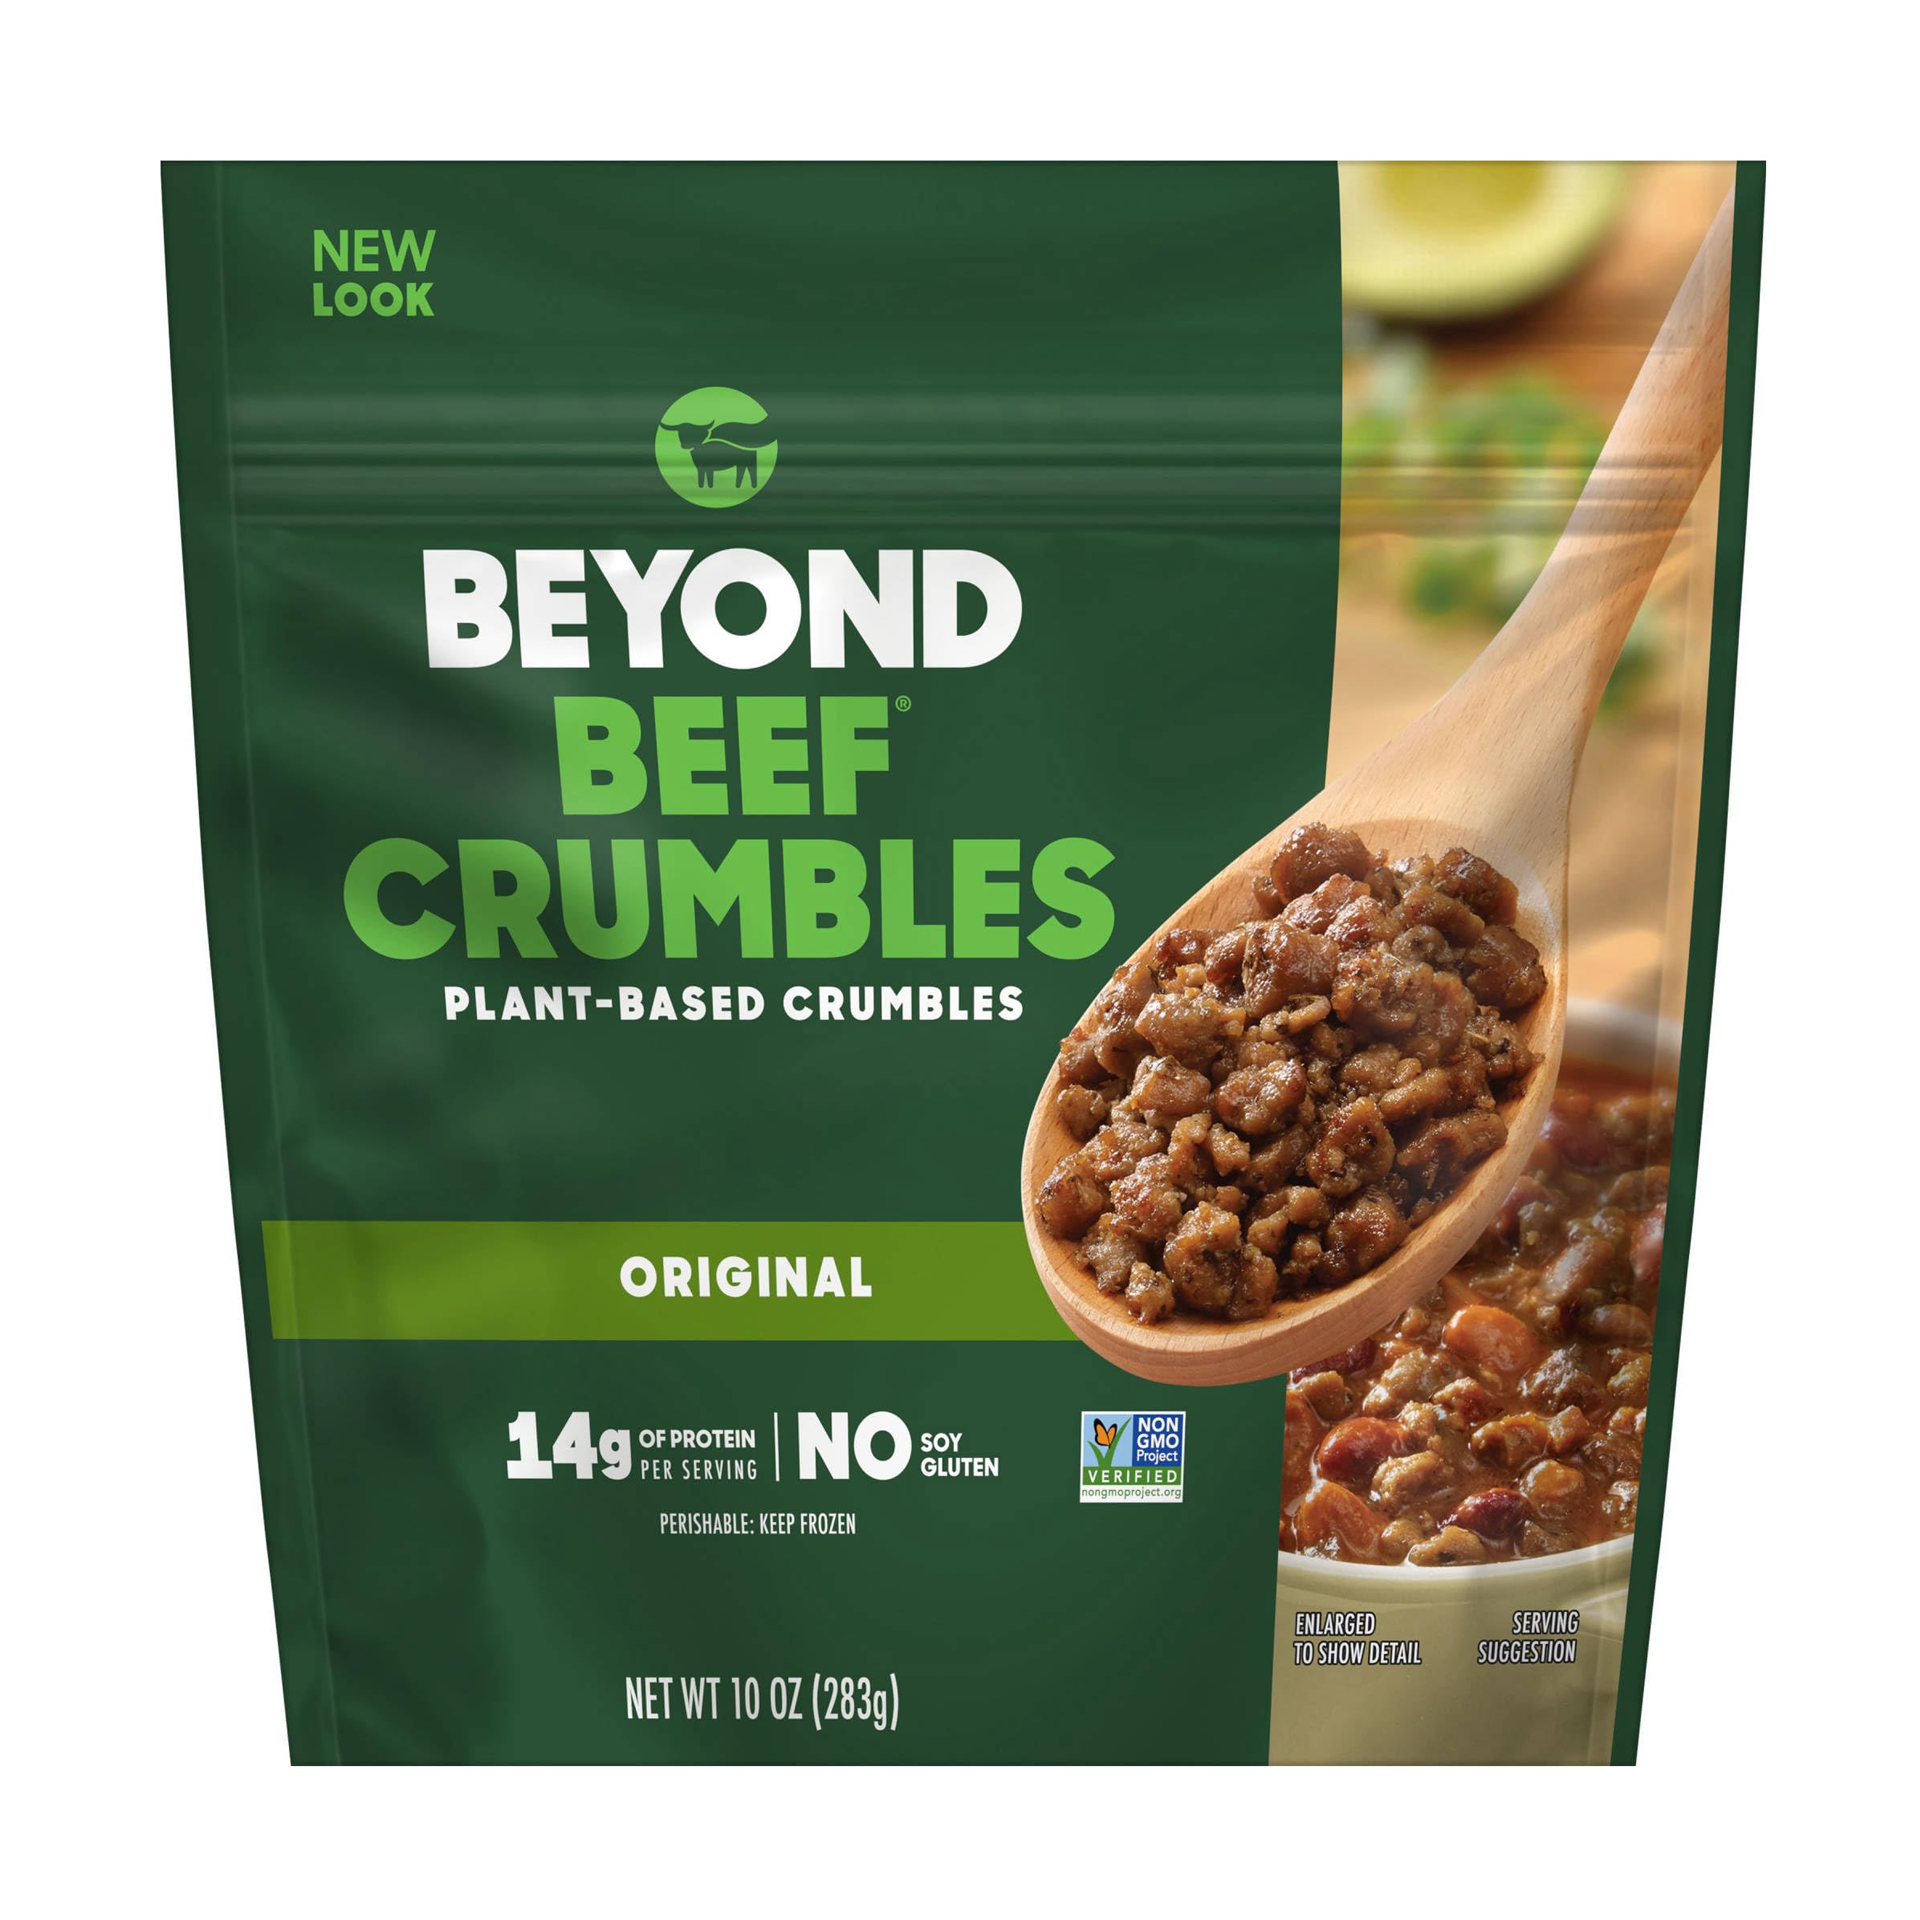 NEW
LOOK
BEYOND
BEEF®
CRUMBLES
PLANT-BASED CRUMBLES
ORIGINAL
14g OF PROTEIN
PER SERVING
NO SOY
GLUTEN
NON
GMO
Project
VERIFIED
nongmoproject.org
PERISHABLE: KEEP FROZEN
ENLARGED
TO SHOW DETAIL
SERVING
SUGGESTION
NET WT 10 OZ (283g)